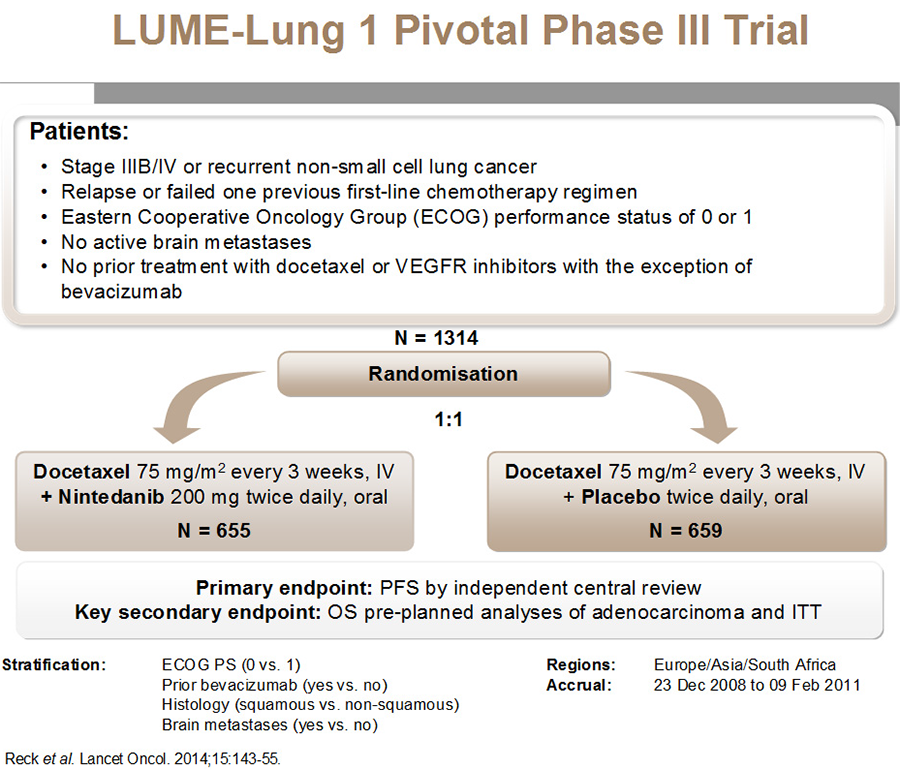 LUME-Lung 1 Pivotal Phase III Trial
Patients:
• Stage IIIB/IV or recurrent non-small cell lung cancer
• Relapse or failed one previous first-line chemotherapy regimen
• Eastern Cooperative Oncology Group (ECOG) performance status of 0 or 1
• No active brain metastases
• No prior treatment with docetaxel or VEGFR inhibitors with the exception of
bevacizumab
N = 1314
Randomisation
1:1
Docetaxel 75 mg/m² every 3 weeks, IV
+ Nintedanib 200 mg twice daily, oral
N = 655
Docetaxel 75 mg/m² every 3 weeks, IV
+ Placebo twice daily, oral
N = 659
Primary endpoint: PFS by independent central review
Key secondary endpoint: OS pre-planned analyses of adenocarcinoma and ITT
Stratification: ECOG PS (0 vs. 1)
Prior bevacizumab (yes vs. no)
Histology (squamous vs. non-squamous)
Brain metastases (yes vs. no)
Regions: Europe/Asia/South Africa
Accrual: 23 Dec 2008 to 09 Feb 2011
Reck et al. Lancet Oncol. 2014;15:143-55.